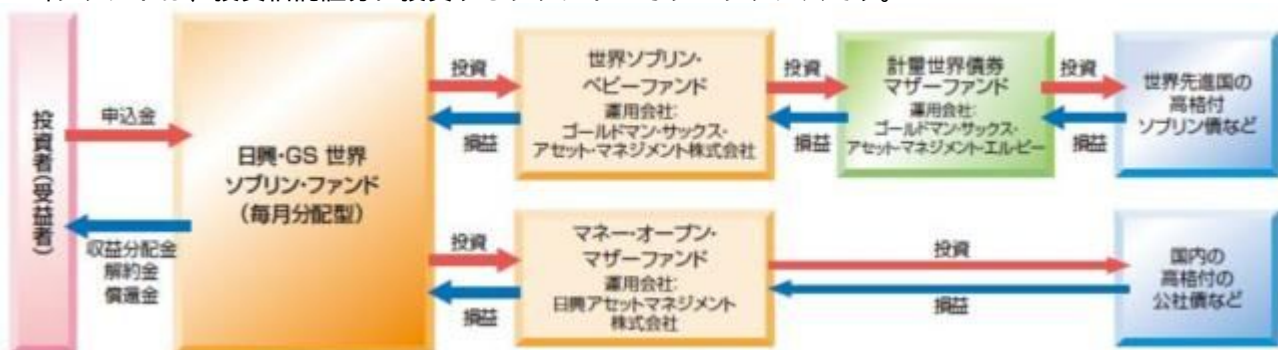 投資者(受益者)
申込金
収益分配金
解約金
償還金
日興・GS 世界
ソブリン・ファンド
(毎月分配型)
投資
損益
世界ソブリン・
ベビーファンド
運用会社:
ゴールドマン・サックス・
アセット・マネジメント株式会社
投資
損益
計量世界債券
マザーファンド
運用会社:
ゴールドマン・サックス・
アセット・マネジメント・エルピー
投資
損益
世界先進国の
高格付
ソブリン債など
投資
損益
マネー・オープン・
マザーファンド
運用会社:
日興アセットマネジメント
株式会社
投資
損益
国内の
高格付の
公社債など